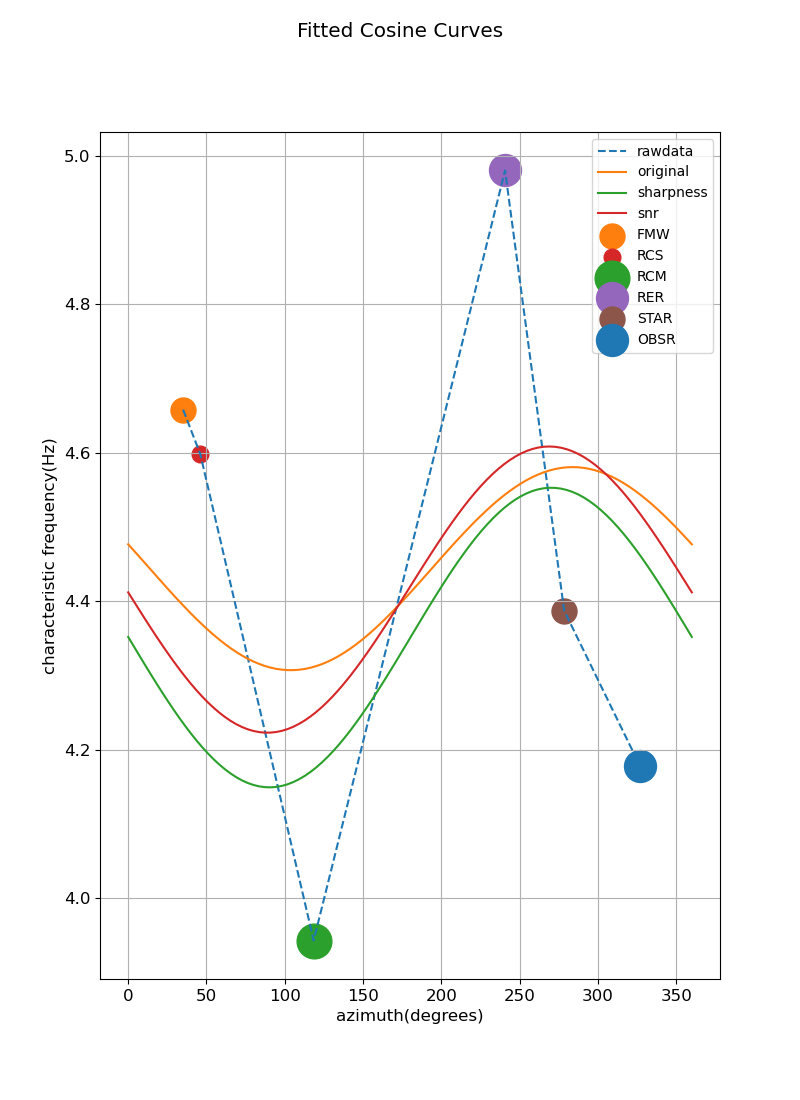 Fitted Cosine Curves
5.0
4.8
4.6
4.4
4.2
4.0
characteristic frequency(Hz)
rawdata
original
sharpness
snr
FMW
RCS
RCM
RER
STAR
OBSR
0 50 100 150 200 250 300 350
azimuth(degrees)